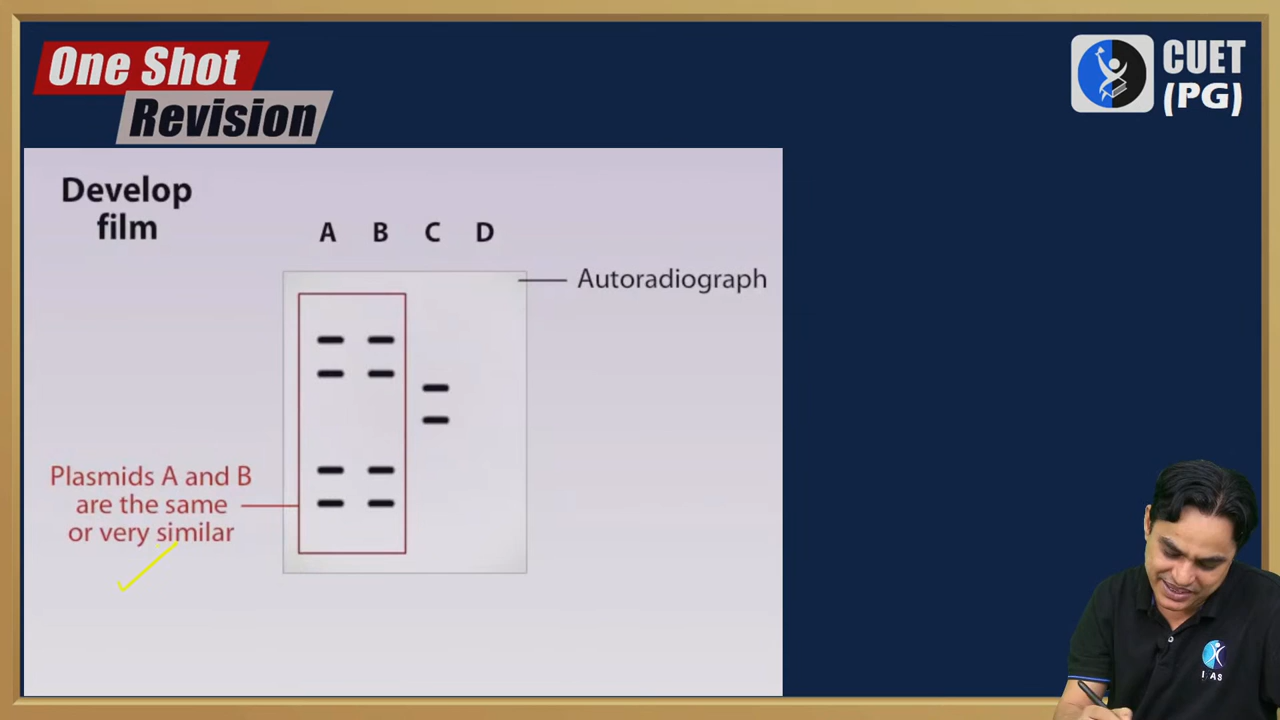 One Shot
Revision
CUET
(PG)
Develop
film
A B C D
Autoradiograph
Plasmids A and B
are the same
or very similar